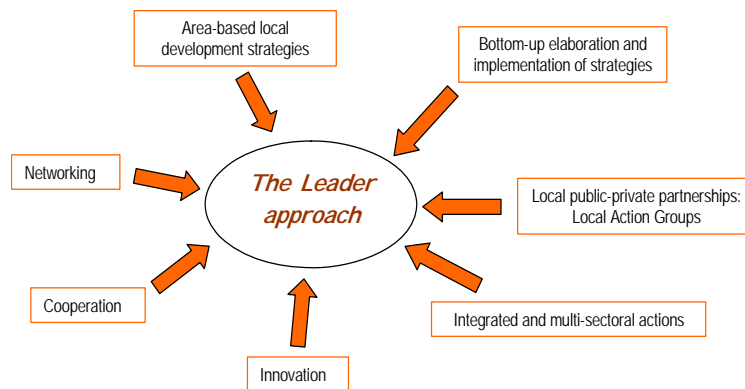 Area-based local
development strategies
Bottom-up elaboration and
implementation of strategies
Networking
The Leader
approach
Local public-private partnerships:
Local Action Groups
Cooperation
Integrated and multi-sectoral actions
Innovation